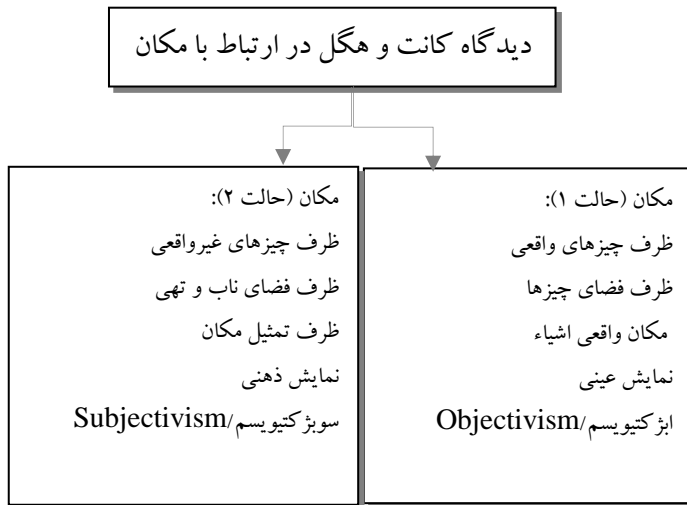 دیدگاه کانت و هگل در ارتباط با مکان
مکان (حالت ۱):
ظرف چیزهای واقعی
ظرف فضای چیزها
مکان واقعی اشیاء
نمایش عینی
ابژکتیویسم/Objectivism
مکان (حالت ۲):
ظرف چیزهای غیرواقعی
ظرف فضای ناب و تهی
ظرف تمثیل مکان
نمایش ذهنی
سوبژکتیویسم/Subjectivism